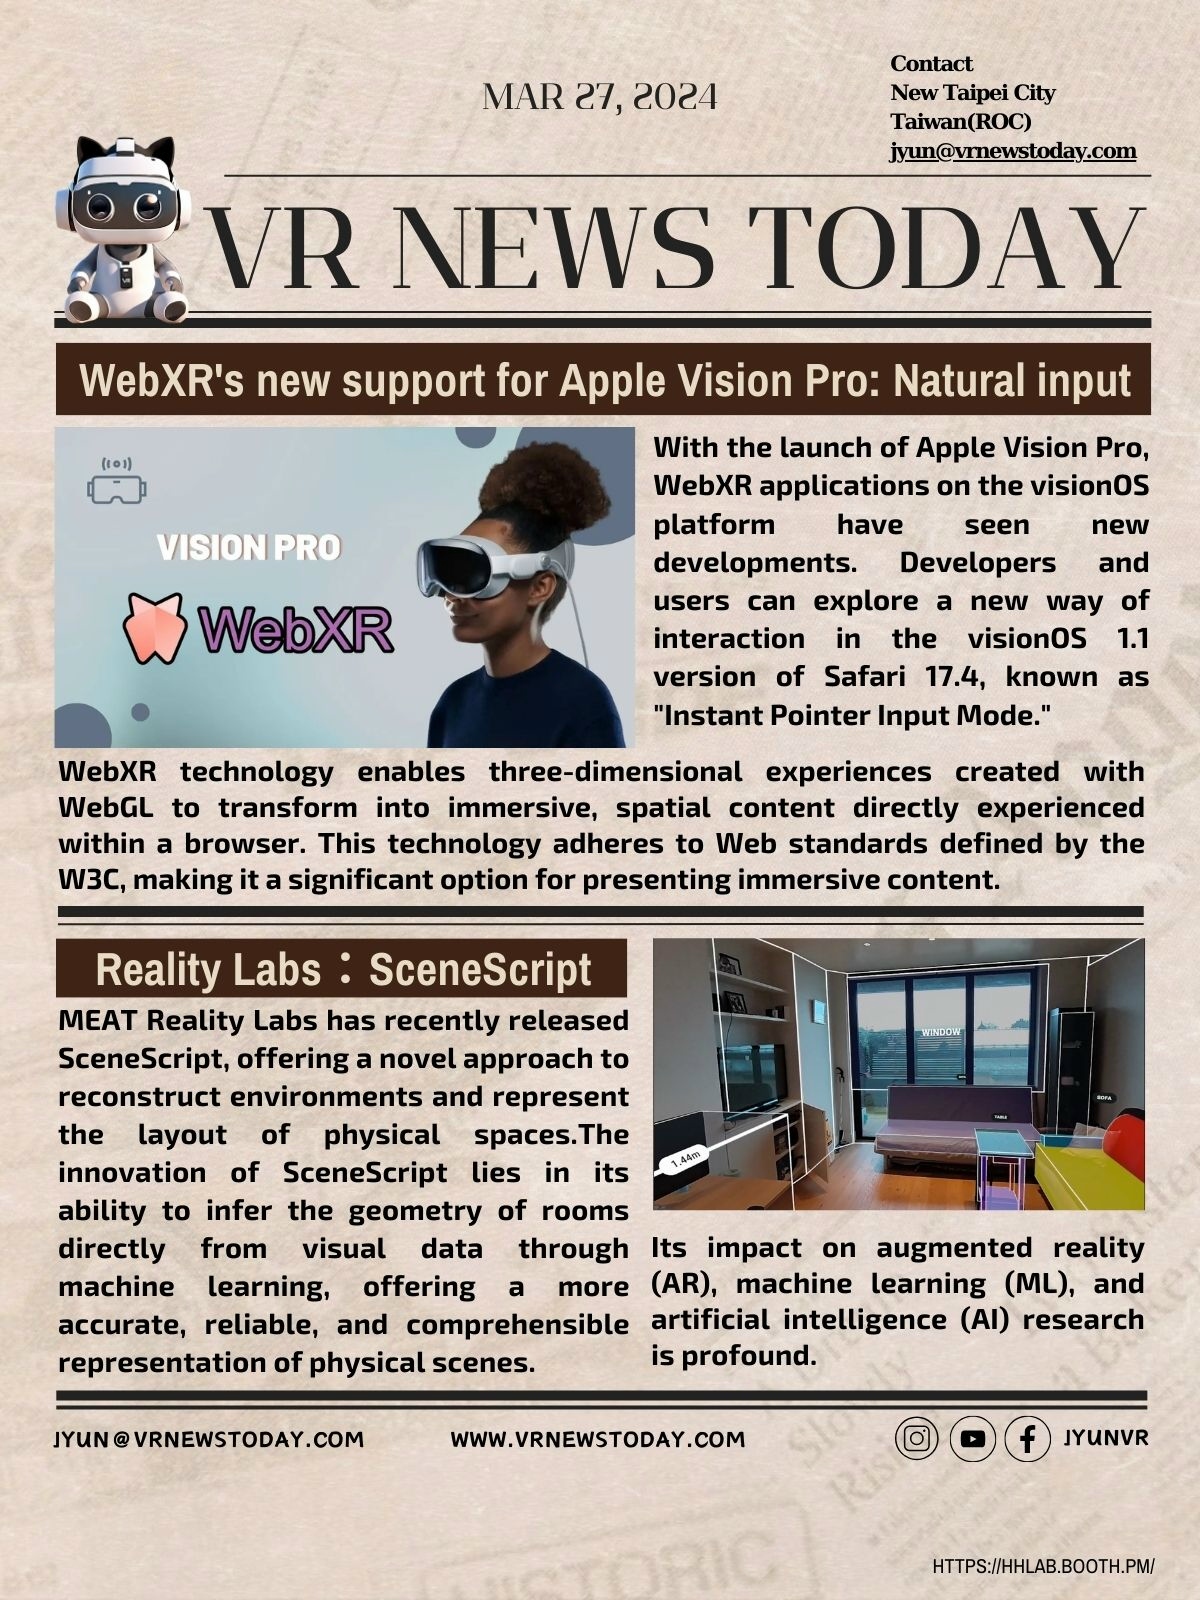 MAR 27, 2024
Contact
New Taipei City
Taiwan(ROC)
jyun@vrnewstoday.com
VR NEWS TODAY
WebXR's new support for Apple Vision Pro: Natural input
VISION PRO
WebXR
With the launch of Apple Vision Pro,
WebXR applications on the visionOS
platform have seen new
developments. Developers and
users can explore a new way of
interaction in the visionOS 1.1
version of Safari 17.4, known as
"Instant Pointer Input Mode."
WebXR technology enables three-dimensional experiences created with
WebGL to transform into immersive, spatial content directly experienced
within a browser. This technology adheres to Web standards defined by the
W3C, making it a significant option for presenting immersive content.
Reality Labs：SceneScript
MEAT Reality Labs has recently released
SceneScript, offering a novel approach to
reconstruct environments and represent
the layout of physical spaces.The
innovation of SceneScript lies in its
ability to infer the geometry of rooms
directly from visual data through
machine learning, offering a more
accurate, reliable, and comprehensible
representation of physical scenes.
WINDOW
SOFA
TABLE
1.44m
Its impact on augmented reality
(AR), machine learning (ML), and
artificial intelligence (AI) research
is profound.
JYUN@VRNEWSTODAY.COM
WWW.VRNEWSTODAY.COM
JYUNVR
HTTPS://HHLAB.BOOTH.PM/